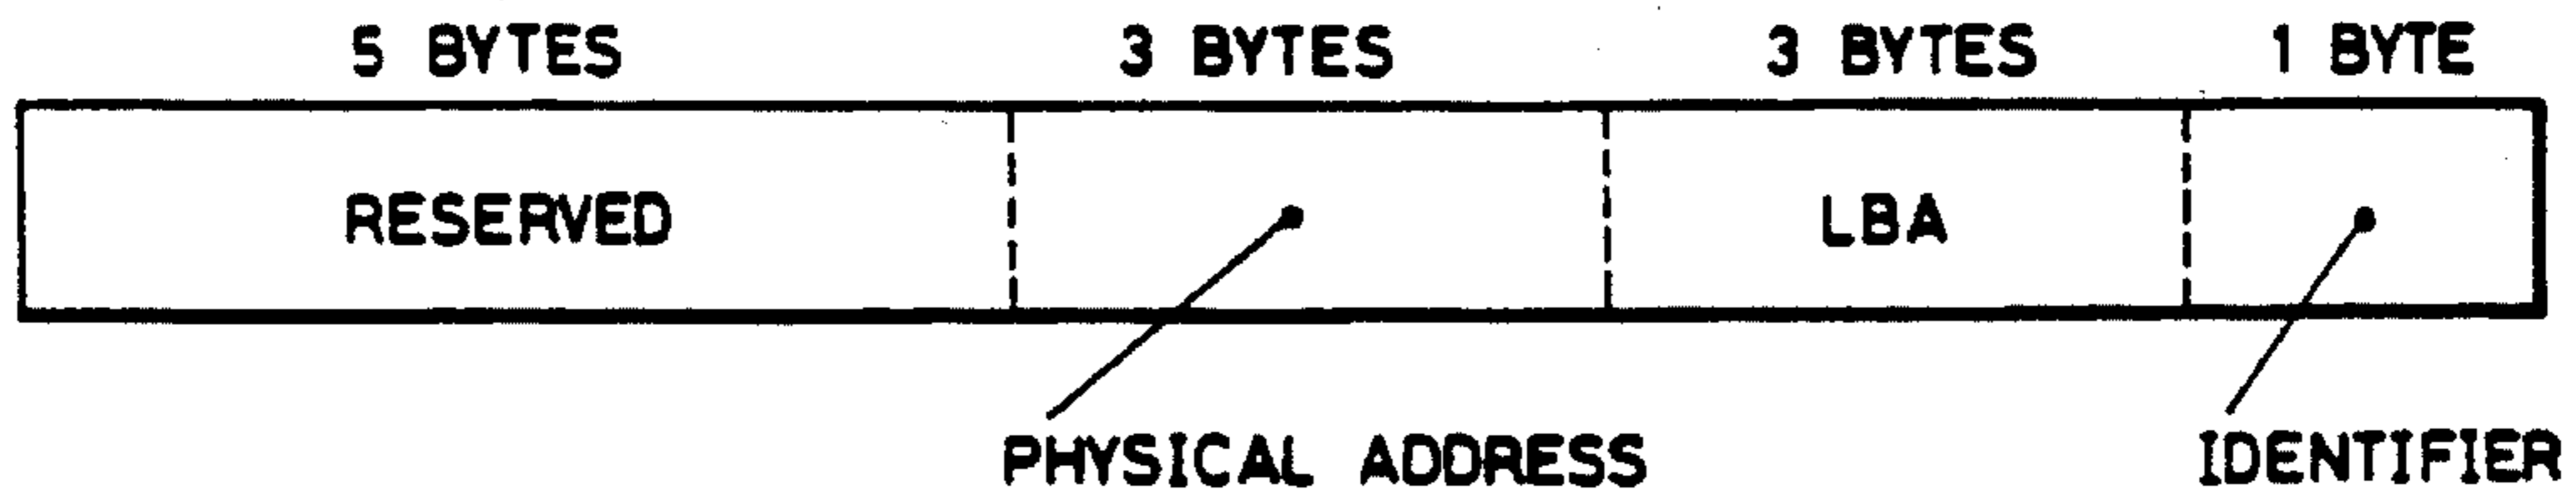 5 BYTES 3 BYTES 3 BYTES 1 BYTE
RESERVED LBA
PHYSICAL ADDRESS IDENTIFIER